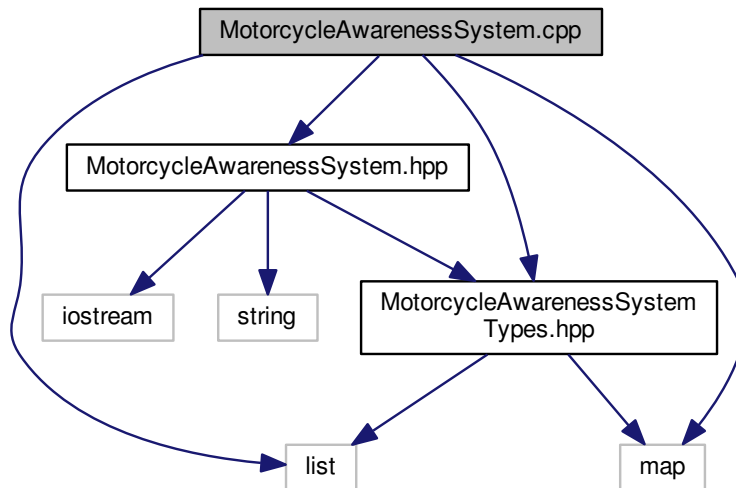 MotorcycleAwarenessSystem.cpp
MotorcycleAwarenessSystem.hpp
iostream
string
MotorcycleAwarenessSystem
Types.hpp
list
map